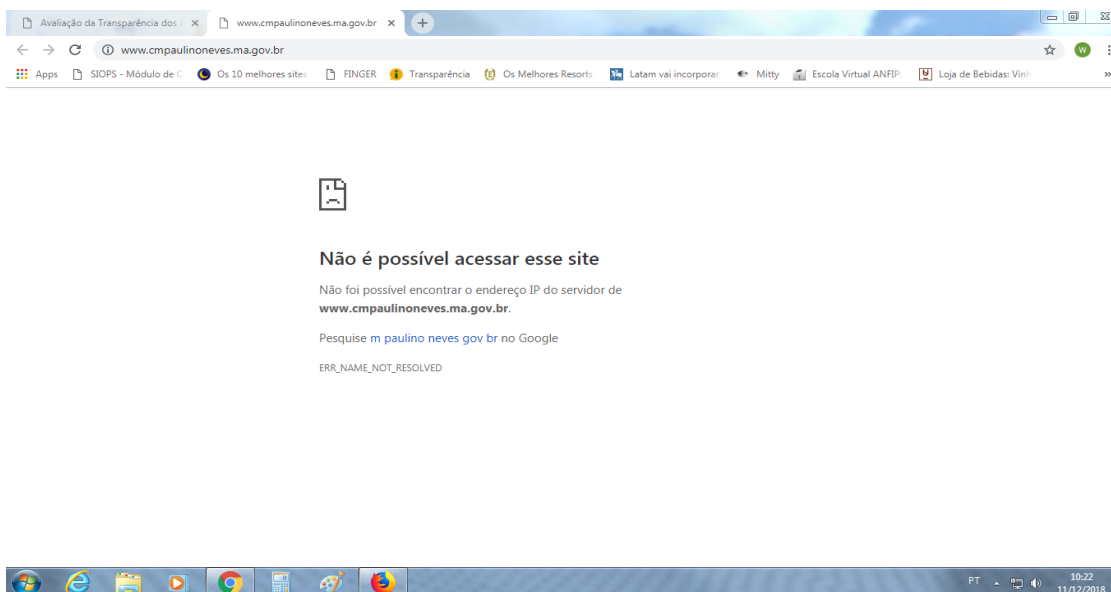 Avaliação da Transparência dos
www.cmpaulinoneves.ma.gov.br
www.cmpaulinoneves.ma.gov.br
W
Apps SIOPS - Módulo de C Os 10 melhores sites FINGER Transparência Os Melhores Resorts Latam vai incorporar Mitty Escola Virtual ANFIP: Loja de Bebidas: Vinh »
Não é possível acessar esse site
Não foi possível encontrar o endereço IP do servidor de
www.cmpaulinoneves.ma.gov.br.
Pesquise m paulino neves gov br no Google
ERR_NAME_NOT_RESOLVED
PT 10:22
11/12/2018